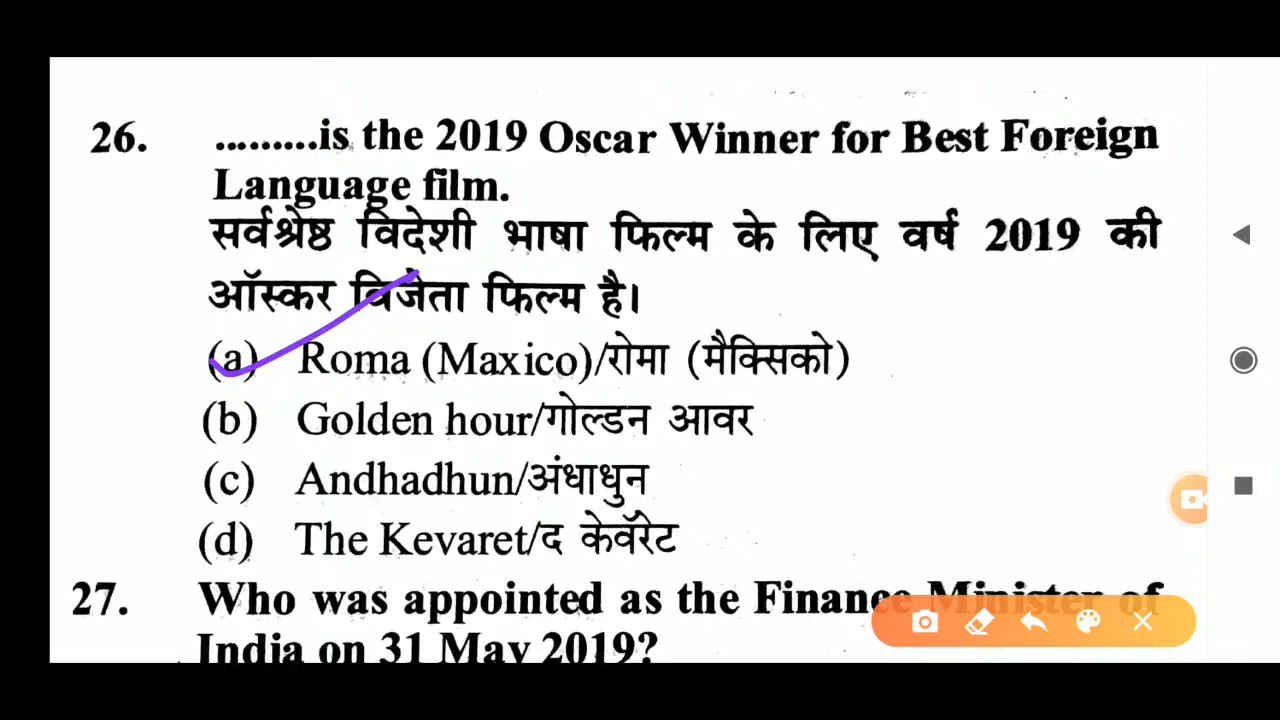 26. .........is the 2019 Oscar Winner for Best Foreign
Language film.
सर्वश्रेष्ठ विदेशी भाषा फिल्म के लिए वर्ष 2019 की
ऑस्कर विजेता फिल्म है।
(a) Roma (Maxico)/रोमा (मैक्सिको)
(b) Golden hour/गोल्डन आवर
(c) Andhadhun/अंधाधुन
(d) The Kevaret/द केवॅरेट
27. Who was appointed as the Finance Minister of
India on 31 May 2019?